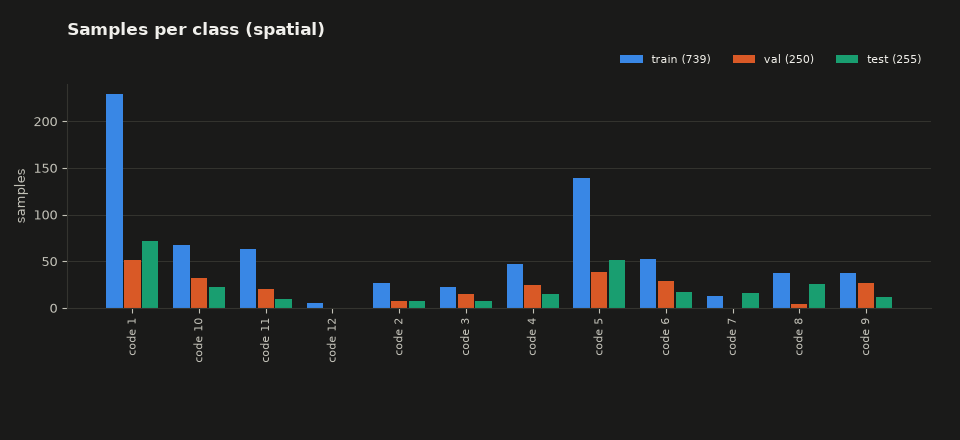 Samples per class (spatial)
train (739) val (250) test (255)
samples
200
150
100
50
0
code 1 code 10 code 11 code 12 code 2 code 3 code 4 code 5 code 6 code 7 code 8 code 9